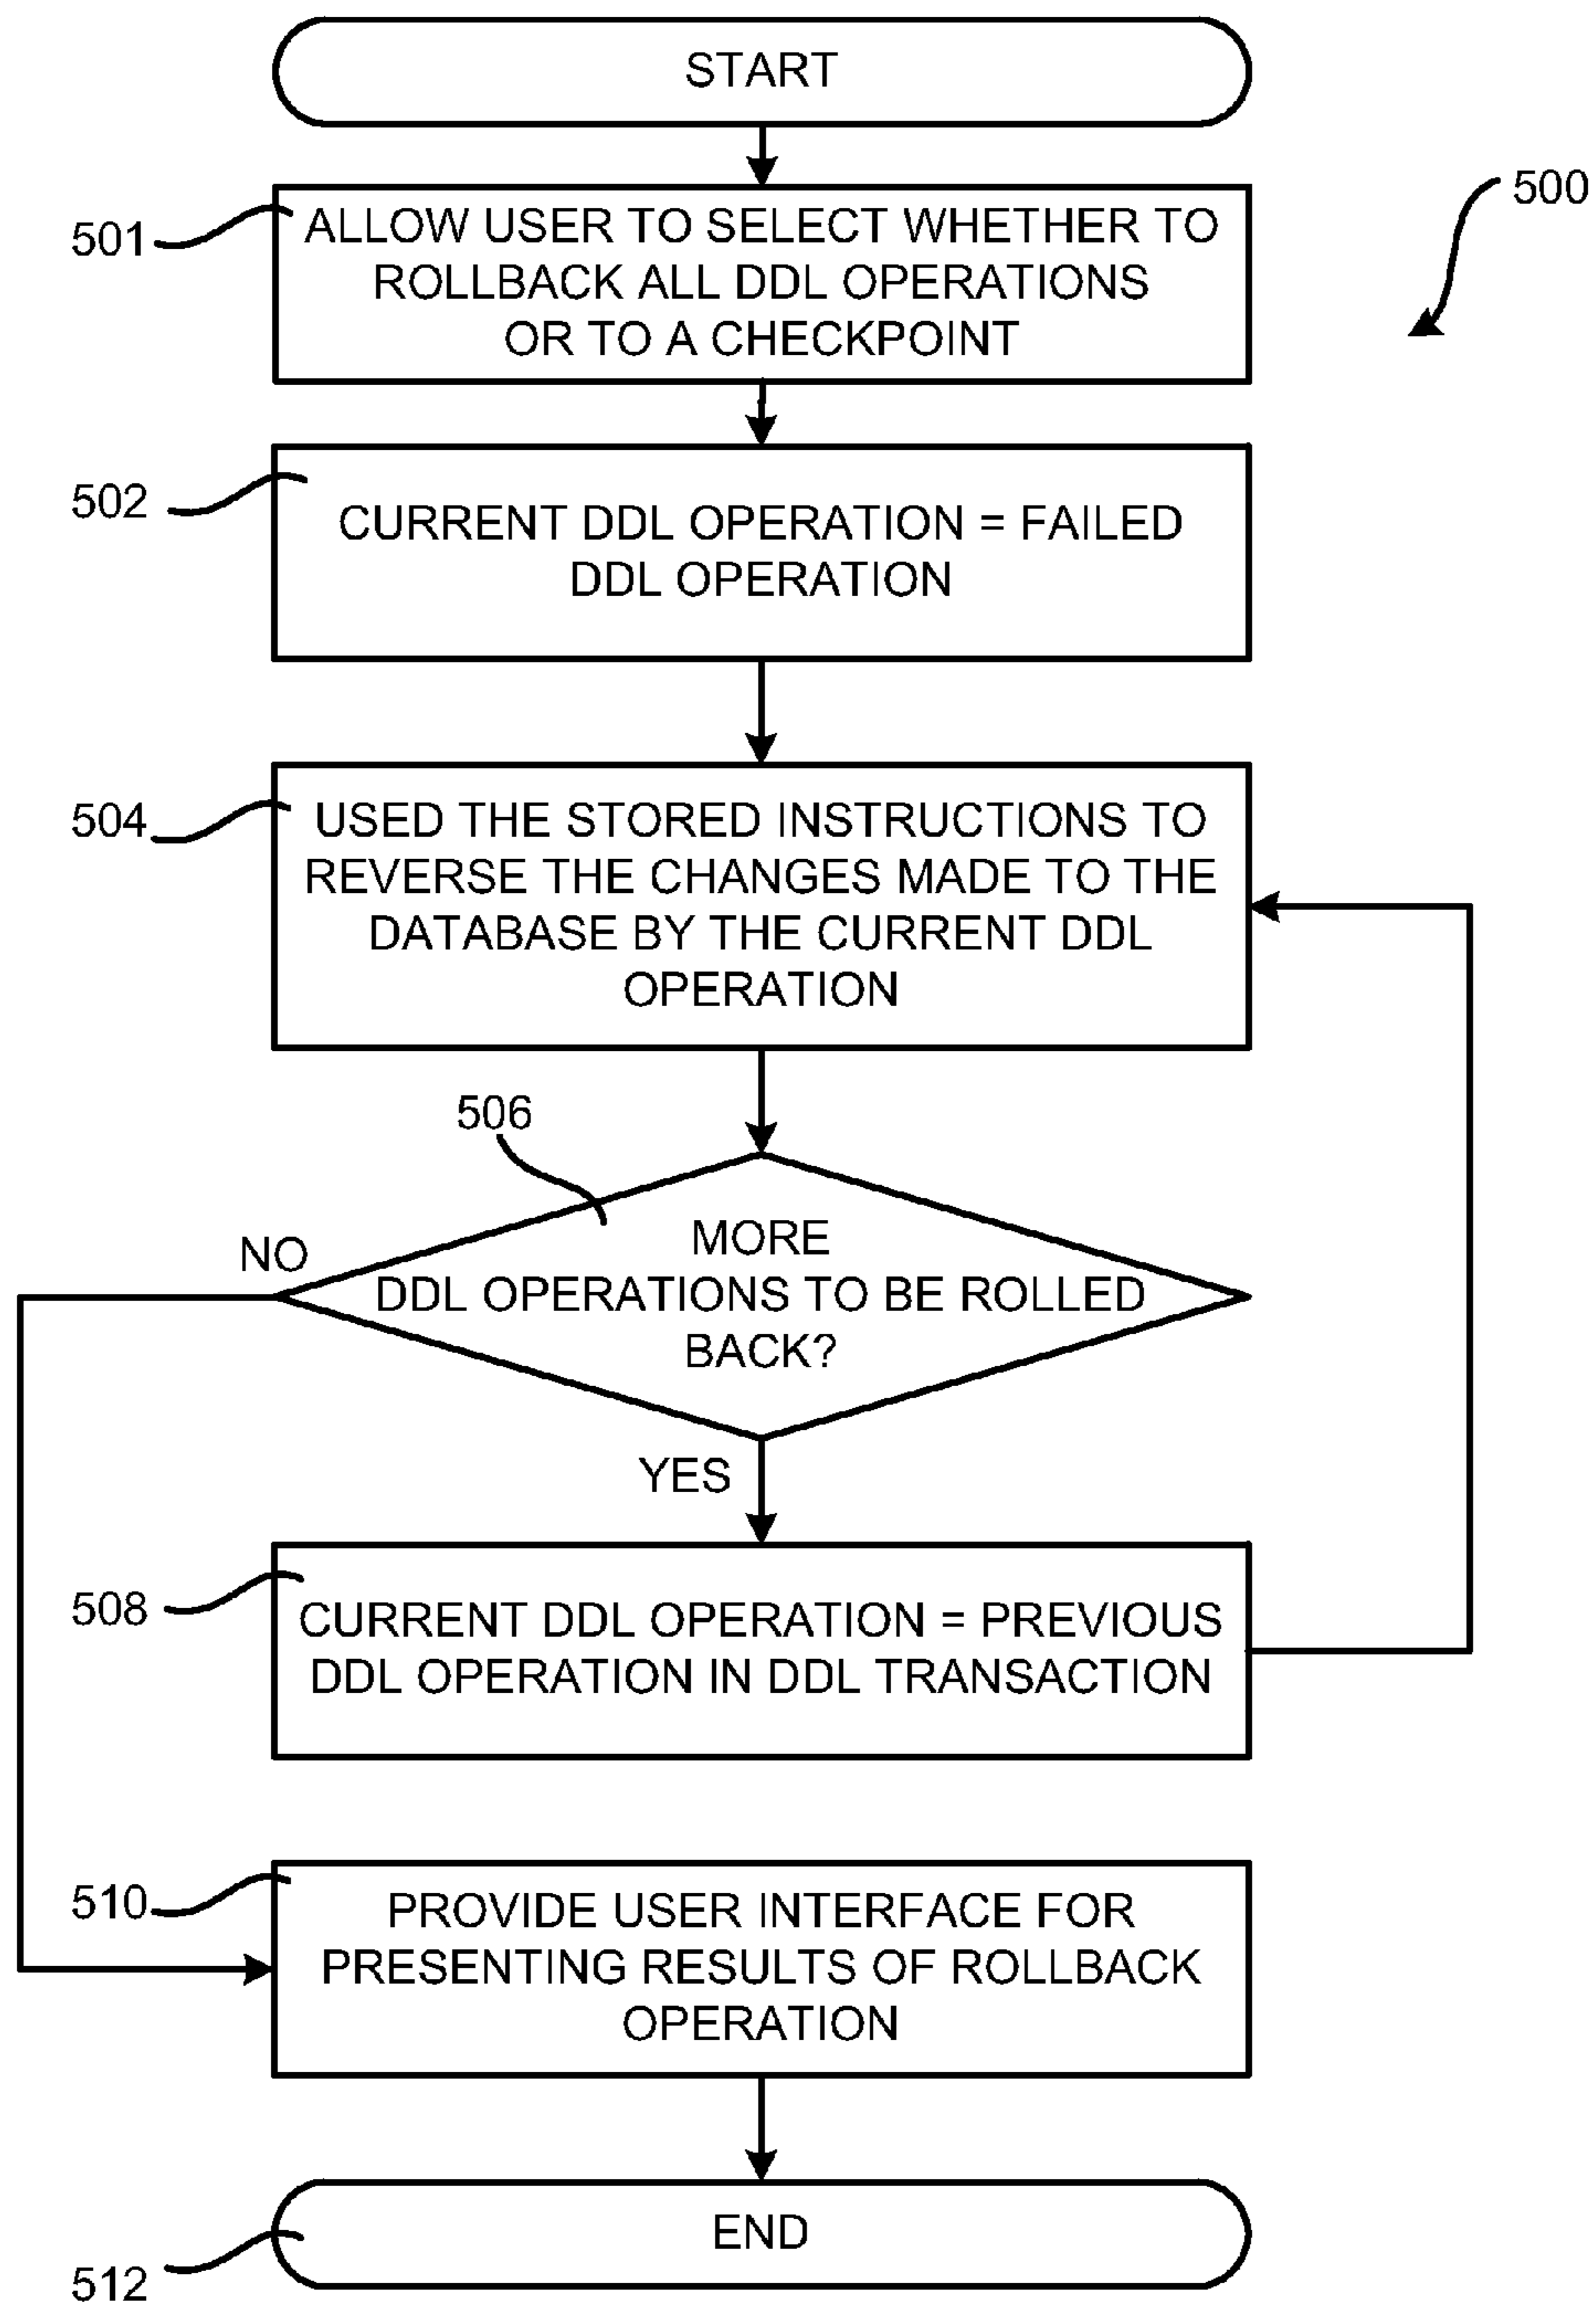 START
500
501
ALLOW USER TO SELECT WHETHER TO
ROLLBACK ALL DDL OPERATIONS
OR TO A CHECKPOINT
502
CURRENT DDL OPERATION = FAILED
DDL OPERATION
504
USED THE STORED INSTRUCTIONS TO
REVERSE THE CHANGES MADE TO THE
DATABASE BY THE CURRENT DDL
OPERATION
506
NO
MORE
DDL OPERATIONS TO BE ROLLED
BACK?
YES
508
CURRENT DDL OPERATION = PREVIOUS
DDL OPERATION IN DDL TRANSACTION
510
PROVIDE USER INTERFACE FOR
PRESENTING RESULTS OF ROLLBACK
OPERATION
END
512